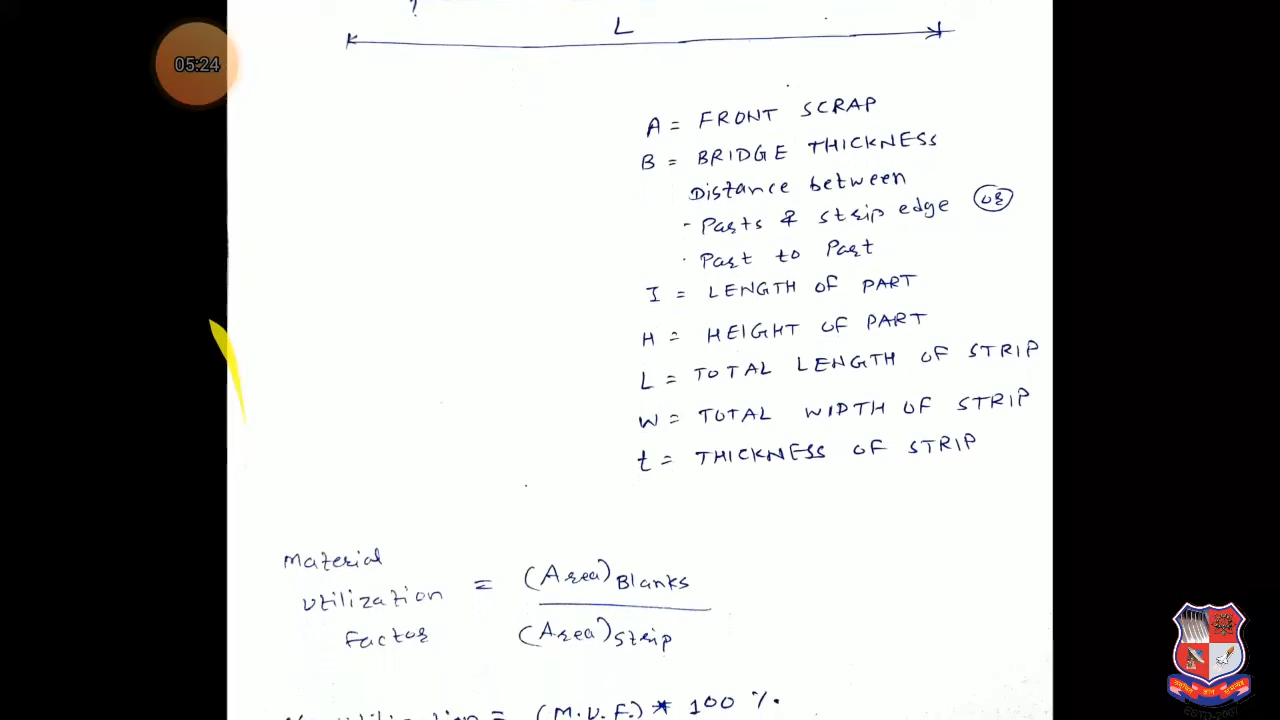 L
05:24
A = FRONT SCRAP
B = BRIDGE THICKNESS
Distance between
- Parts & strip edge or
· Part to Part
I = LENGTH OF PART
H = HEIGHT OF PART
L = TOTAL LENGTH OF STRIP
W = TOTAL WIDTH OF STRIP
t = THICKNESS OF STRIP
Material
Utilization = (Area)Blanks
factor (Area)Strip
= (M.U.F.) * 100 %.